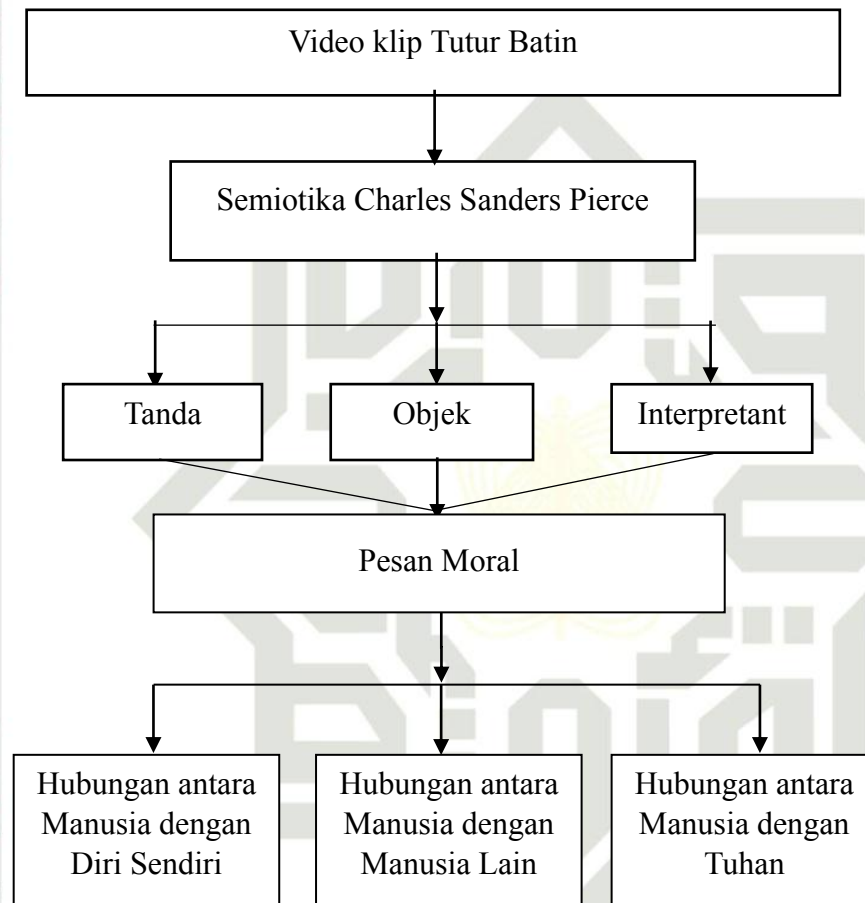 Video klip Tutur Batin
Semiotika Charles Sanders Pierce
Tanda
Objek
Interpretant
Pesan Moral
Hubungan antara
Manusia dengan
Diri Sendiri
Hubungan antara
Manusia dengan
Manusia Lain
Hubungan antara
Manusia dengan
Tuhan